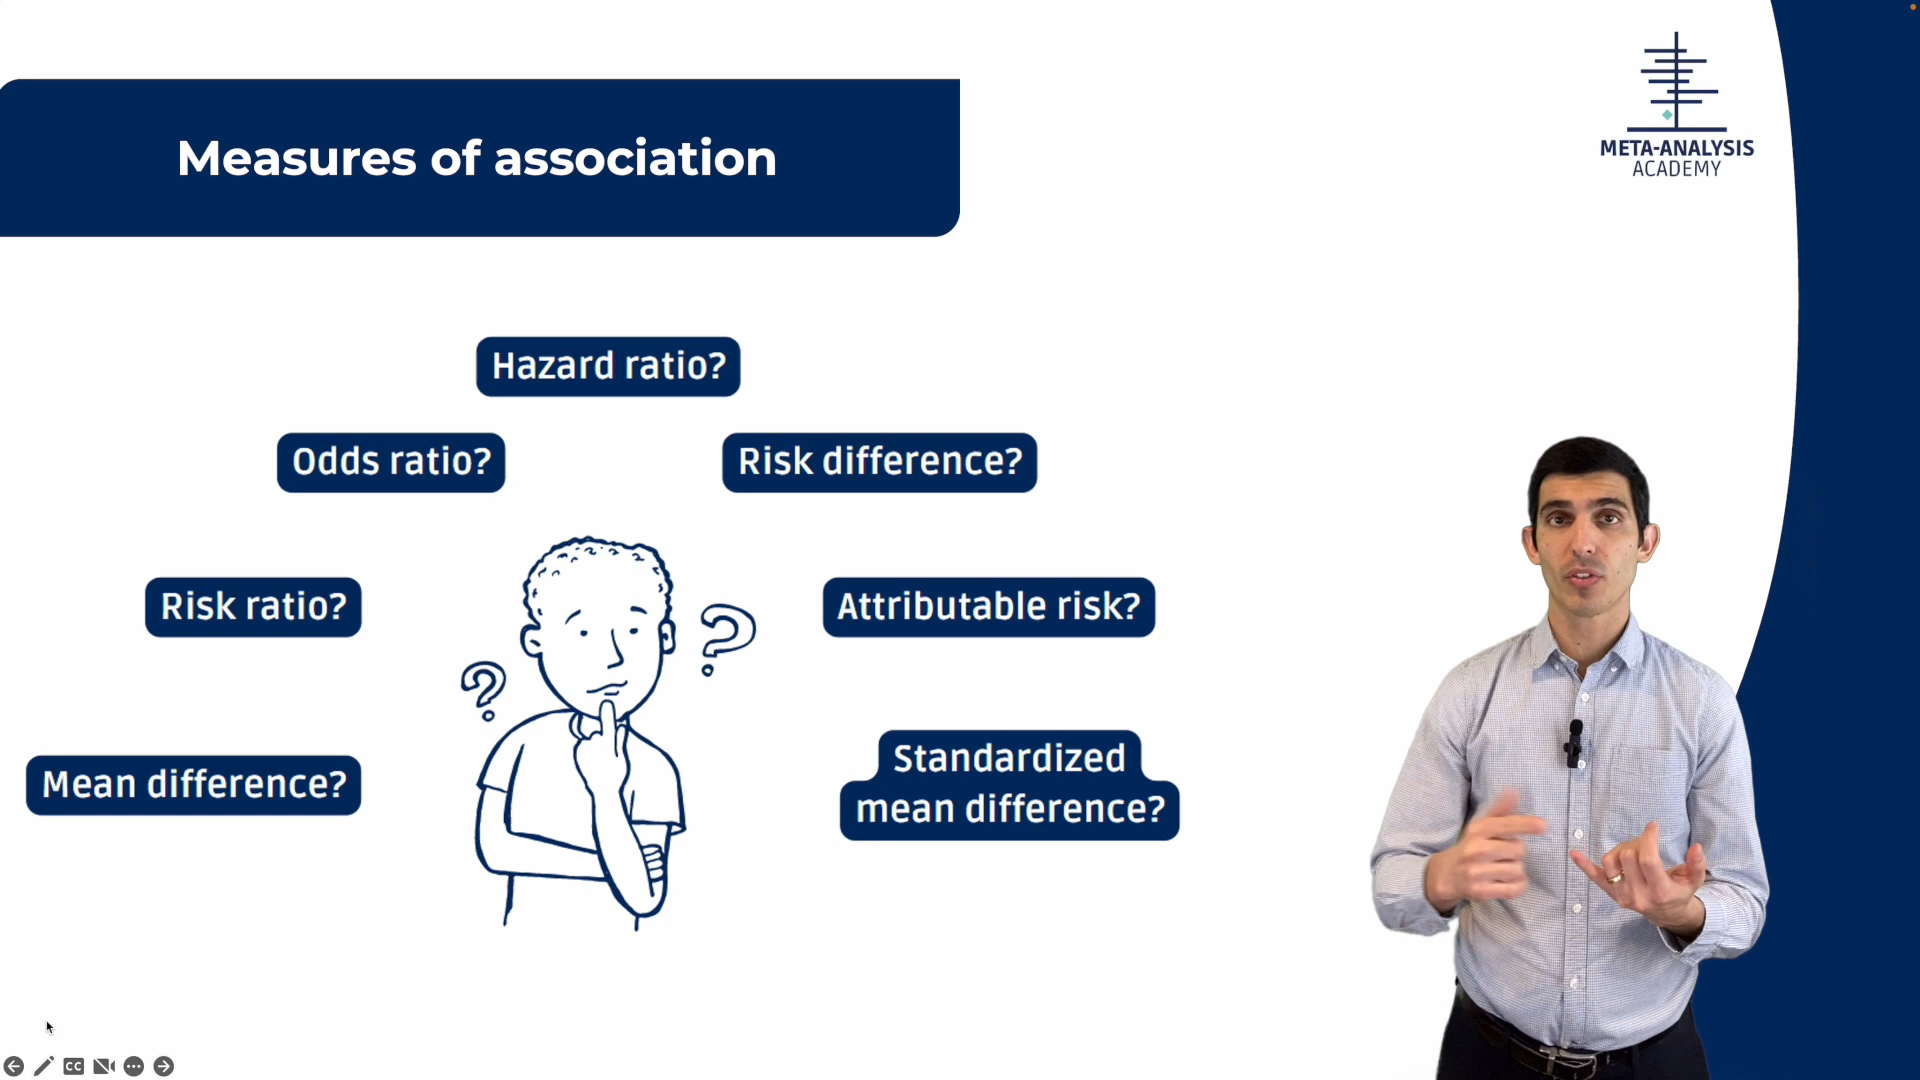 META-ANALYSIS
ACADEMY
Measures of association
Hazard ratio?
Odds ratio?
Risk difference?
Risk ratio?
Attributable risk?
Mean difference?
Standardized
mean difference?
CC